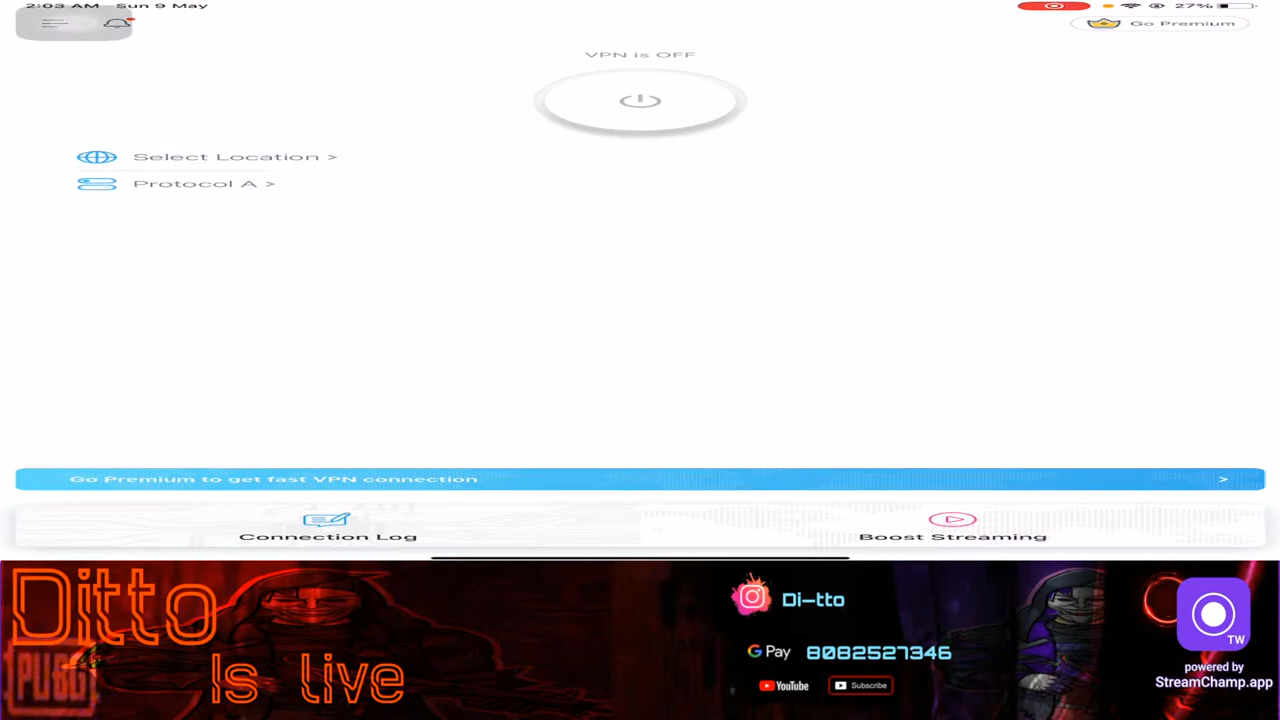 2:03 AM Sun 9 May
27%
Go Premium
VPN is OFF
Select Location >
Protocol A >
Go Premium to get fast VPN connection >
Connection Log
Boost Streaming
Ditto
Is live
PUBG
Di-tto
G Pay 8082527346
YouTube
Subscribe
TW
powered by
StreamChamp.app